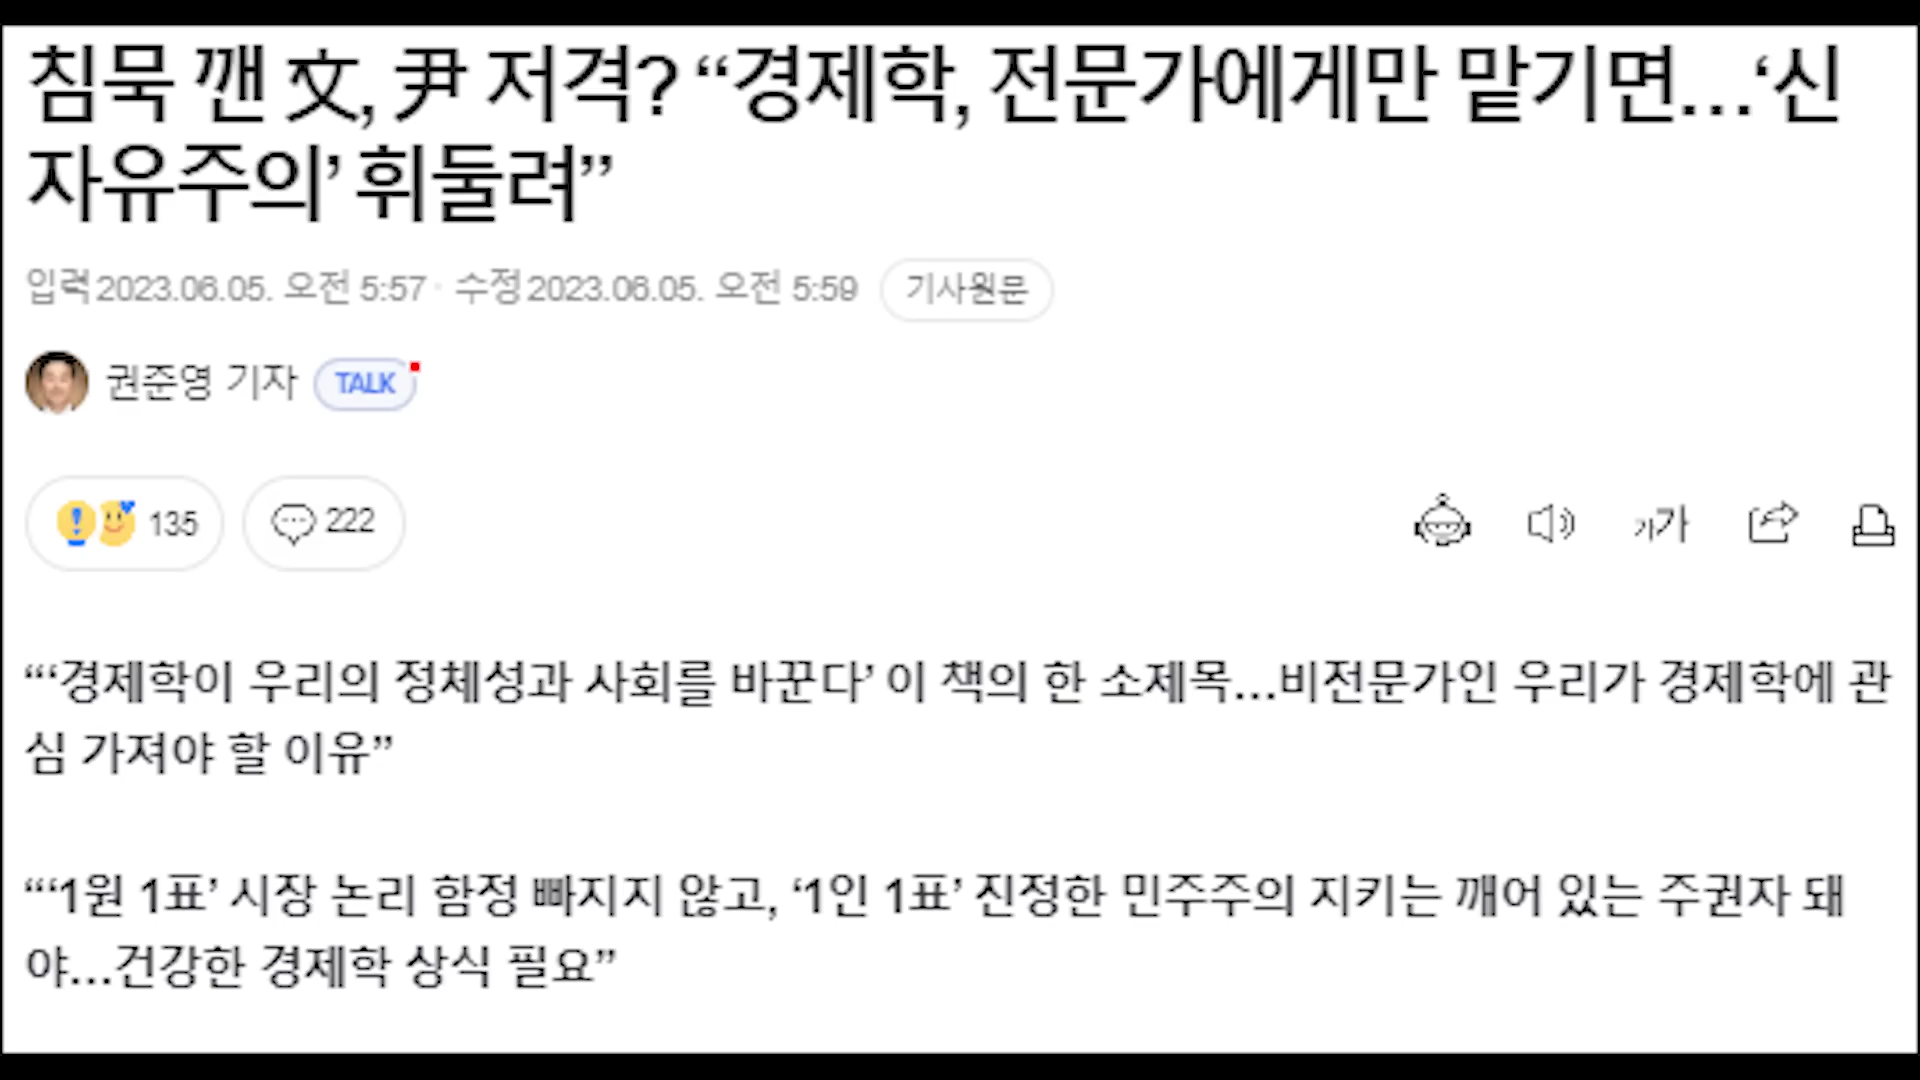 침묵 깬 文, 尹 저격? “경제학, 전문가에게만 맡기면…‘신
자유주의’ 휘둘려”
입력 2023.06.05. 오전 5:57 · 수정 2023.06.05. 오전 5:59 기사원문
권준영 기자 TALK
135 222 가가
“‘경제학이 우리의 정체성과 사회를 바꾼다’ 이 책의 한 소제목…비전문가인 우리가 경제학에 관
심 가져야 할 이유”
“‘1원 1표’ 시장 논리 함정 빠지지 않고, ‘1인 1표’ 진정한 민주주의 지키는 깨어 있는 주권자 돼
야…건강한 경제학 상식 필요”